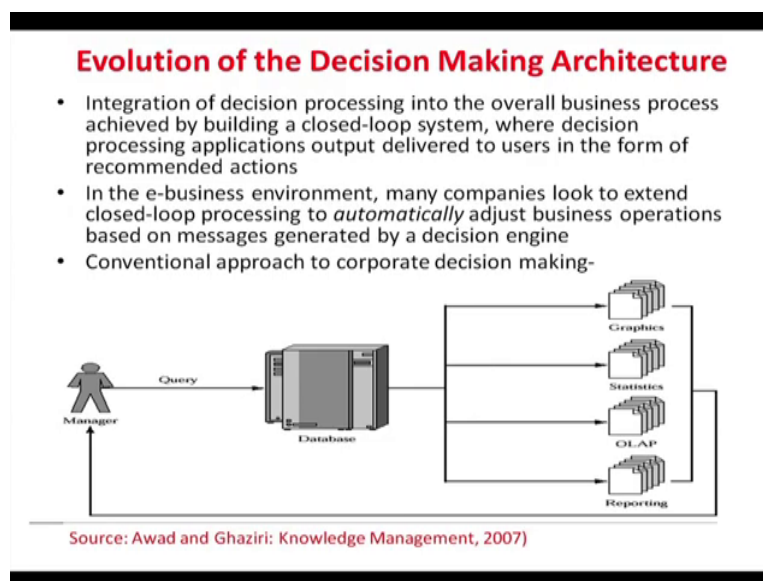 Evolution of the Decision Making Architecture
• Integration of decision processing into the overall business process
achieved by building a closed-loop system, where decision
processing applications output delivered to users in the form of
recommended actions
• In the e-business environment, many companies look to extend
closed-loop processing to automatically adjust business operations
based on messages generated by a decision engine
• Conventional approach to corporate decision making-
Graphics
Query
Statistics
Manager
Database
OLAP
Reporting
Source: Awad and Ghaziri: Knowledge Management, 2007)